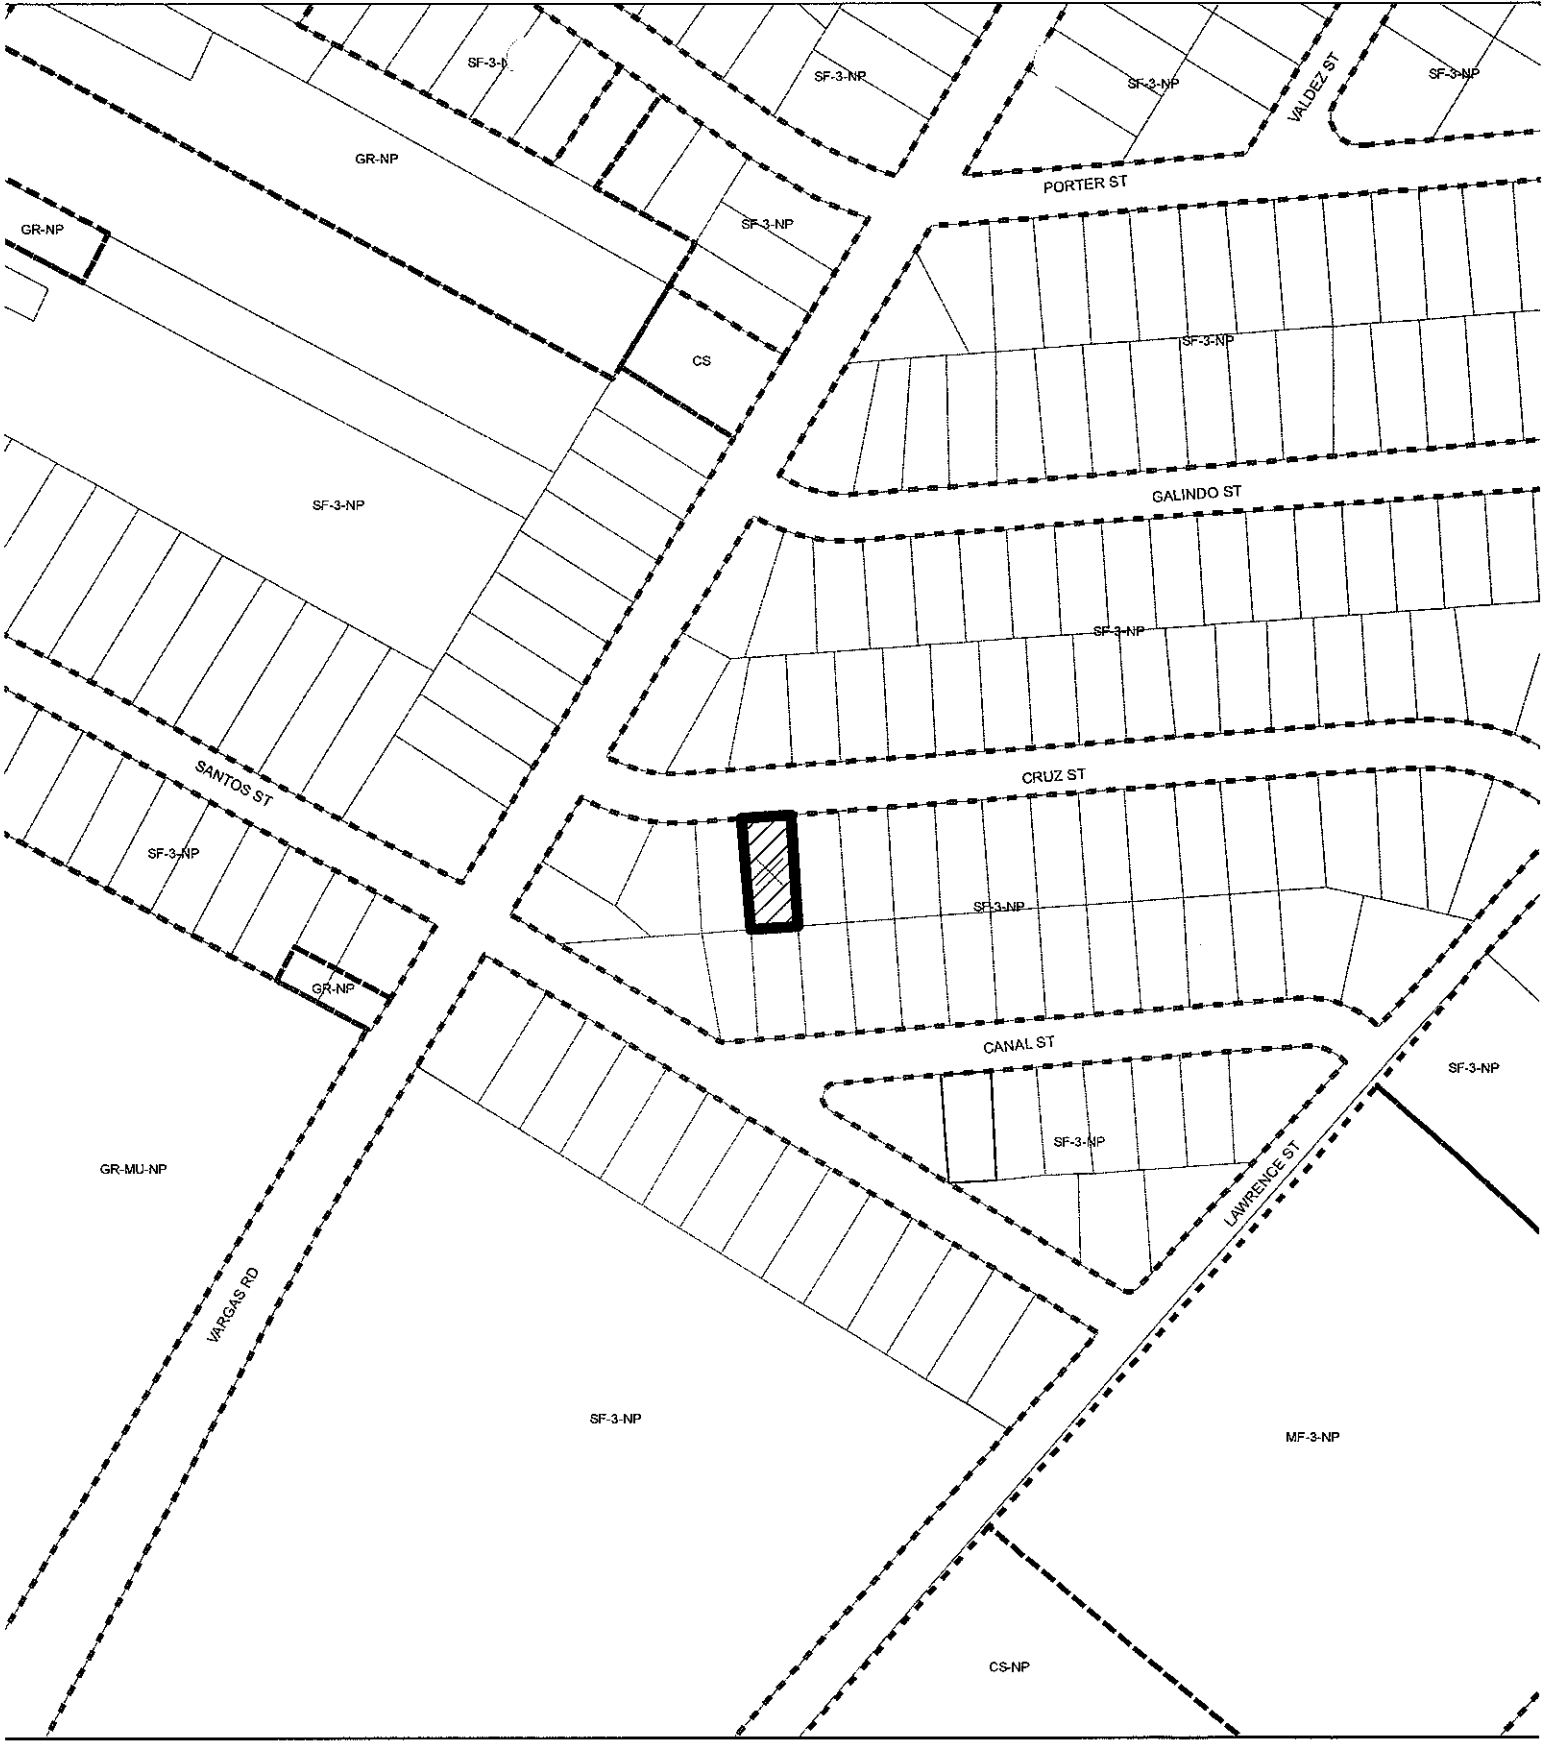 SF-3-N
SF-3-NP
SF-3-NP
VALDEZ ST
SF-3-NP
GR-NP
PORTER ST
GR-NP
SF-3-NP
SF-3-NP
CS
SF-3-NP
GALINDO ST
SF-3-NP
SANTOS ST
CRUZ ST
SF-3-NP
SF-3-NP
GR-NP
CANAL ST
SF-3-NP
SF-3-NP
GR-MU-NP
LAWRENCE ST
VARGAS RD
SF-3-NP
MF-3-NP
CS-NP